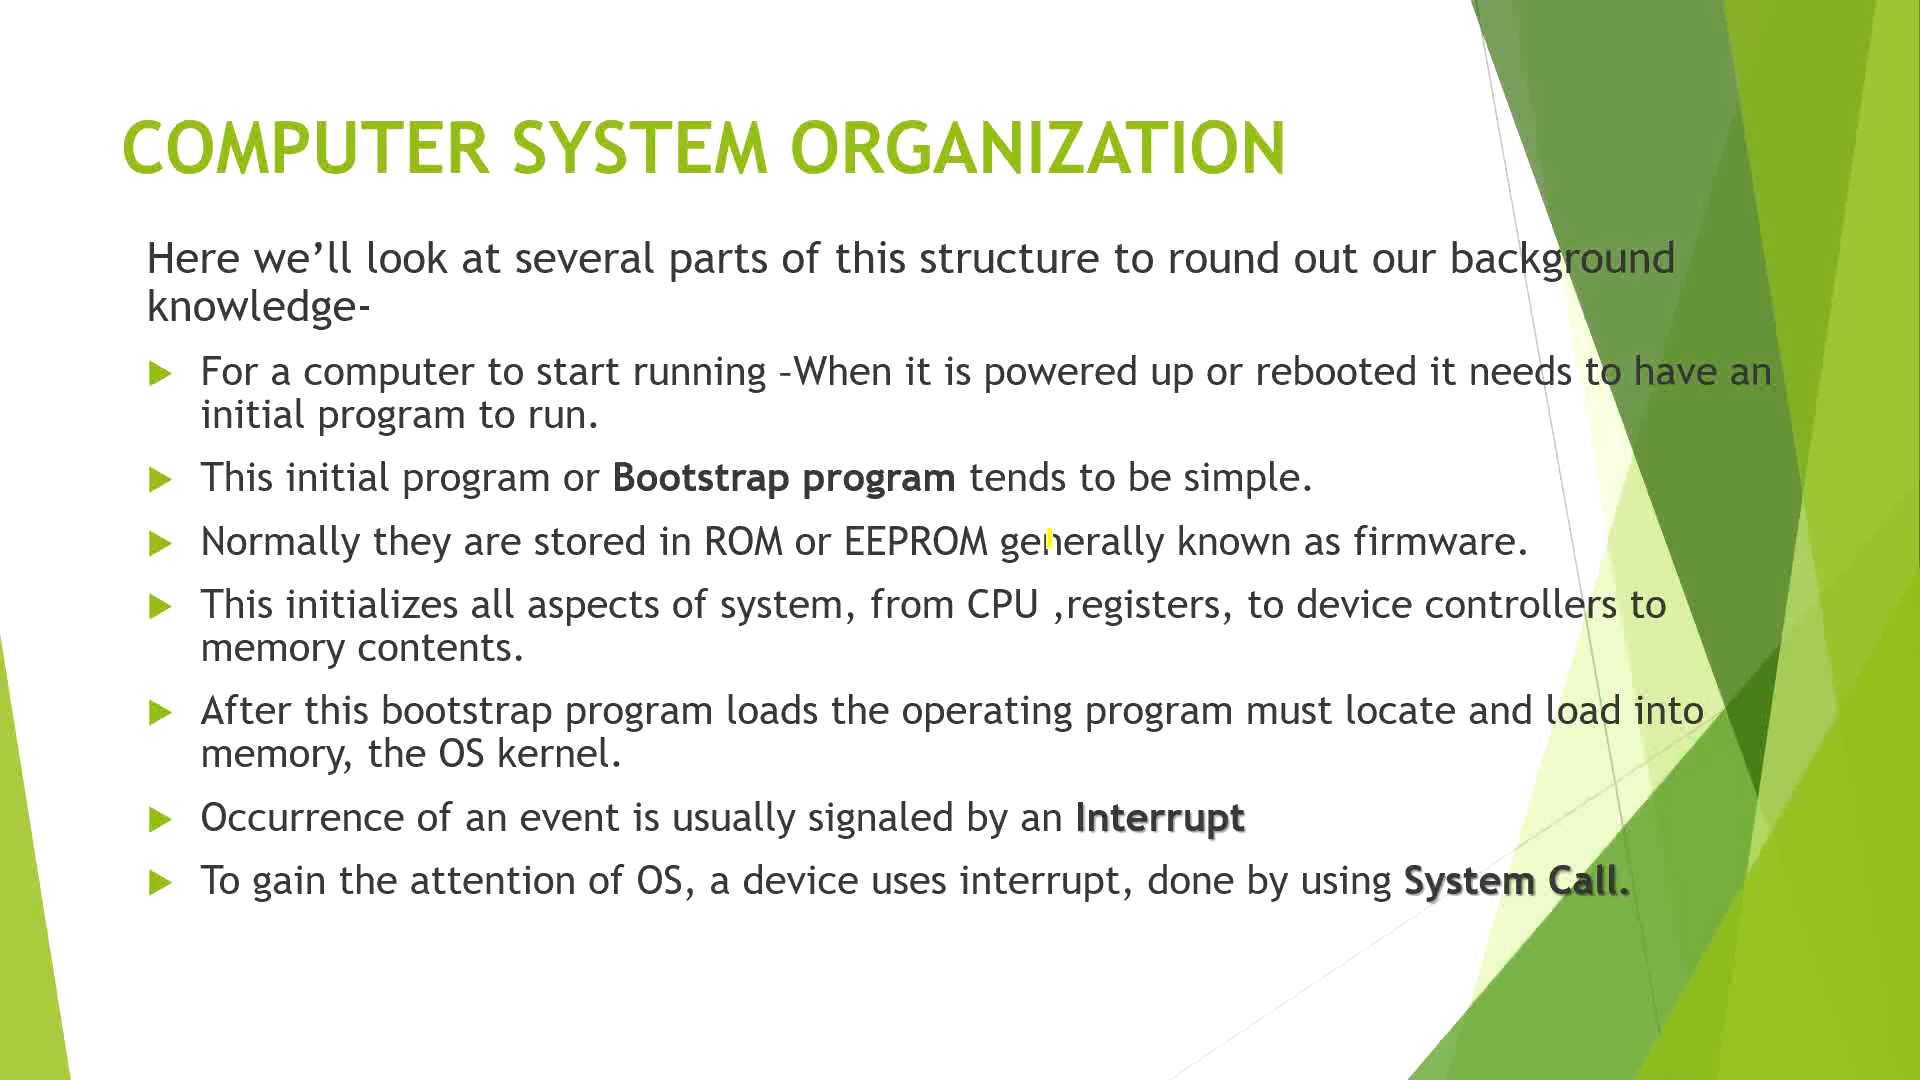 COMPUTER SYSTEM ORGANIZATION
Here we’ll look at several parts of this structure to round out our background
knowledge-
For a computer to start running –When it is powered up or rebooted it needs to have an
initial program to run.
This initial program or Bootstrap program tends to be simple.
Normally they are stored in ROM or EEPROM generally known as firmware.
This initializes all aspects of system, from CPU ,registers, to device controllers to
memory contents.
After this bootstrap program loads the operating program must locate and load into
memory, the OS kernel.
Occurrence of an event is usually signaled by an Interrupt
To gain the attention of OS, a device uses interrupt, done by using System Call.